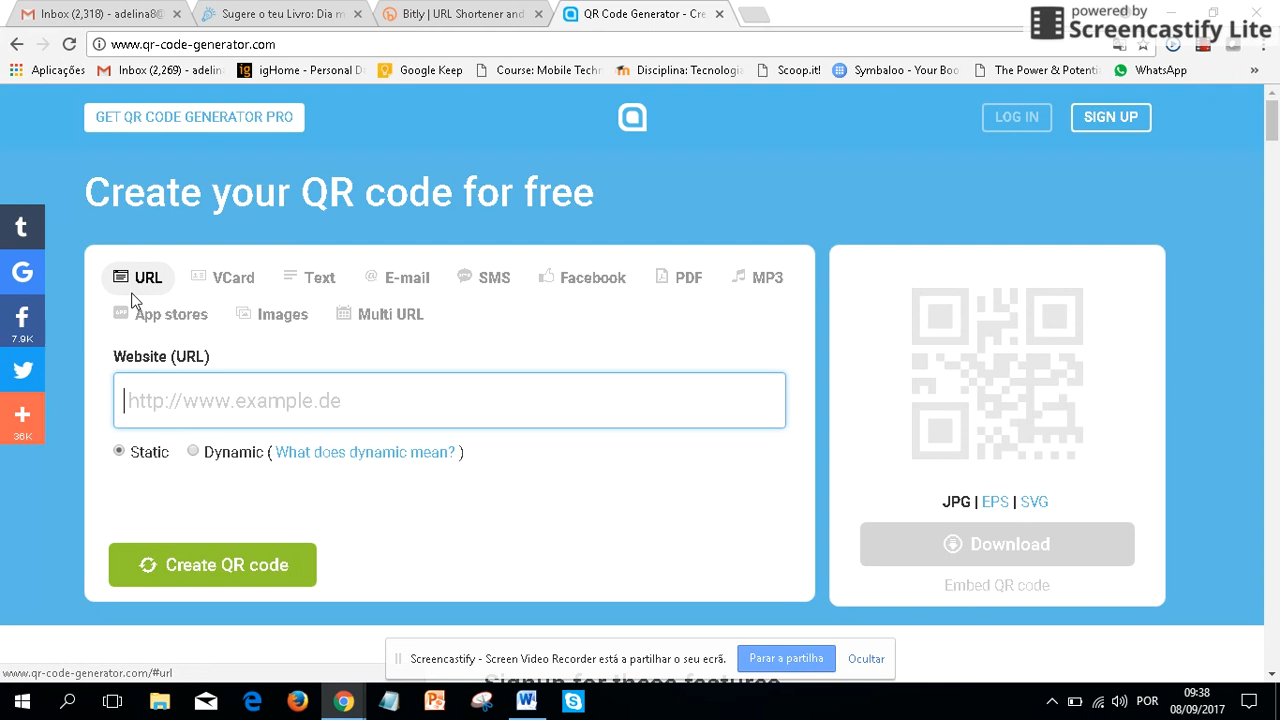 Inbox (2,318) - adelina8@
Sugere o teu Livro: Dia m
Bitly | URL Shortener and
QR Code Generator - Cre
powered by
Screencastify Lite
www.qr-code-generator.com
Aplicações
Inbox (2,269) - adelin
igHome - Personal D
Google Keep
Course: Mobile Techn
Disciplina: Tecnologi
Scoop.it!
Symbaloo - Your Boo
The Power & Potenti
WhatsApp
»
GET QR CODE GENERATOR PRO
LOG IN
SIGN UP
Create your QR code for free
URL
VCard
Text
E-mail
SMS
Facebook
PDF
MP3
App stores
Images
Multi URL
Website (URL)
http://www.example.de
Static
Dynamic ( What does dynamic mean? )
Create QR code
JPG | EPS | SVG
Download
Embed QR code
7.9K
36K
Screencastify - Screen Video Recorder está a partilhar o seu ecrã.
Parar a partilha
Ocultar
www.qr-code-generator.com/#url
Signup for these features
POR
09:38
08/09/2017